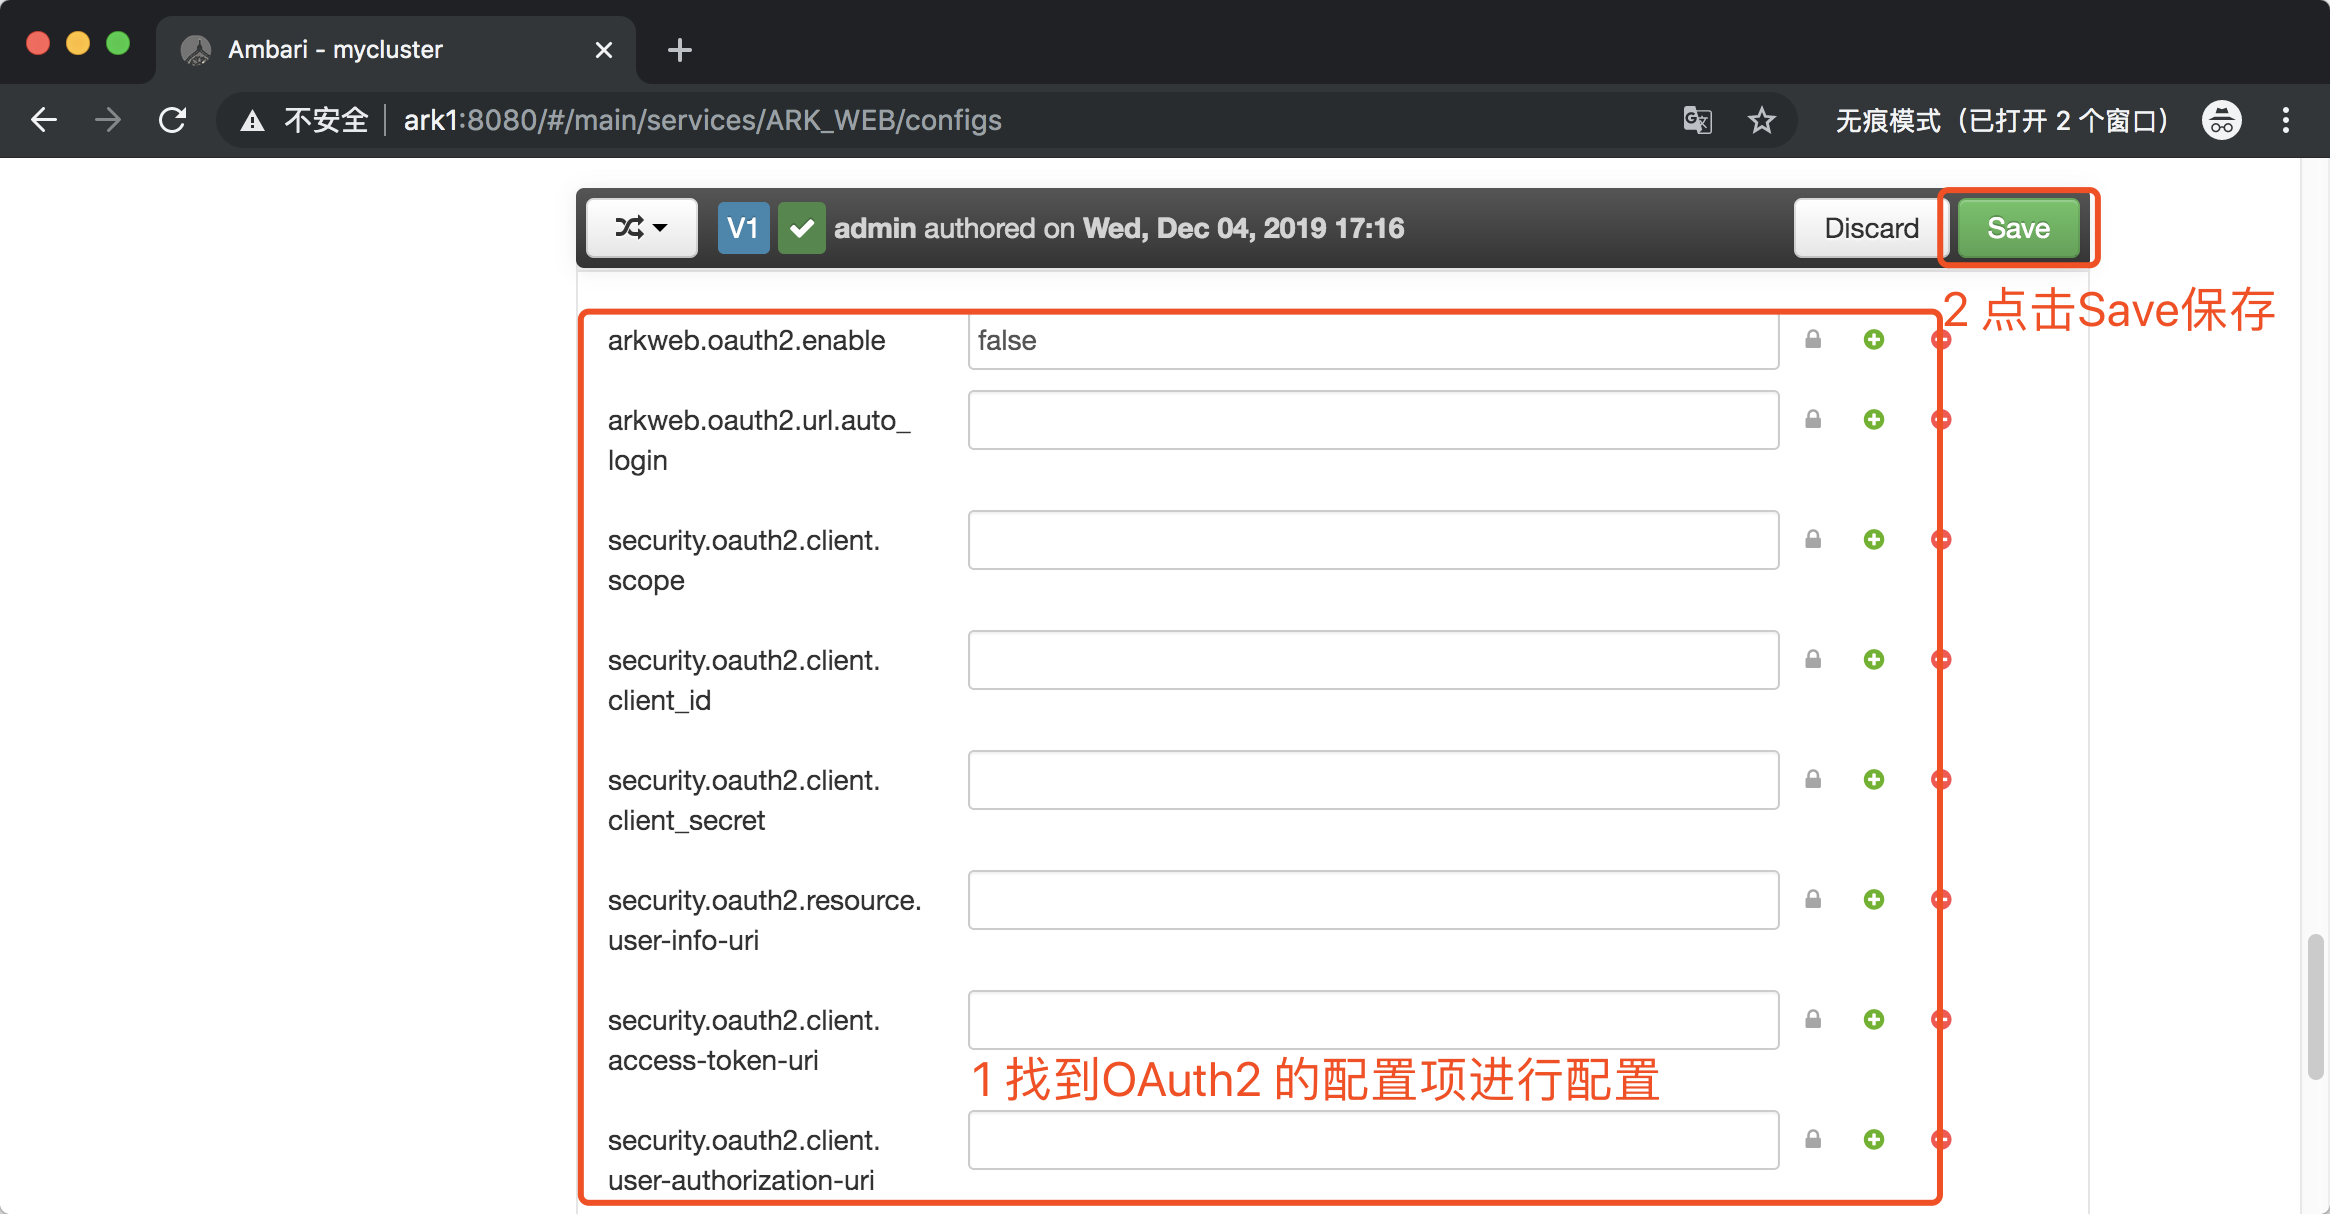 Ambari - mycluster
不安全 ark1:8080/#/main/services/ARK_WEB/configs 无痕模式（已打开 2 个窗口）
V1 admin authored on Wed, Dec 04, 2019 17:16 Discard Save
2 点击Save保存
arkweb.oauth2.enable false
arkweb.oauth2.url.auto_
login
security.oauth2.client.
scope
security.oauth2.client.
client_id
security.oauth2.client.
client_secret
security.oauth2.resource.
user-info-uri
security.oauth2.client.
access-token-uri
1 找到OAuth2 的配置项进行配置
security.oauth2.client.
user-authorization-uri